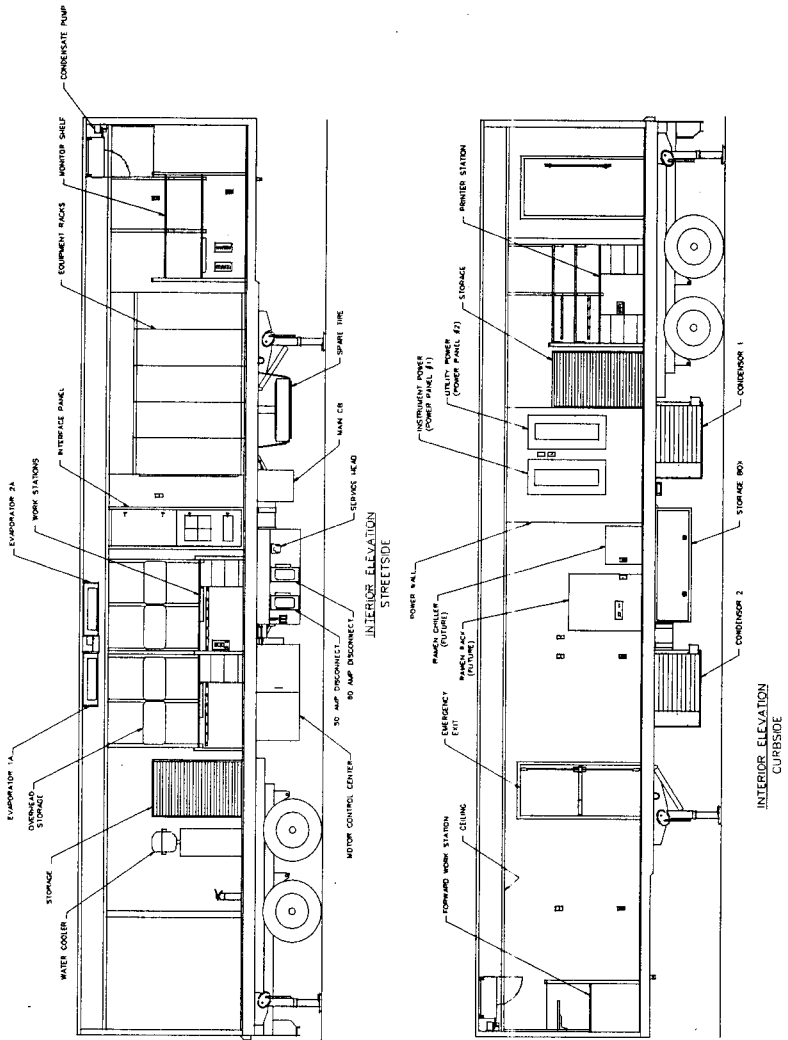 CONDENSATE PUMP
MONITOR SHELF
EQUIPMENT RACKS
INTERFACE PANEL
EVAPORATOR 2A
WORK STATIONS
EVAPORATOR 1A
OVERHEAD
STORAGE
STORAGE
WATER COOLER
SPARE TIRE
MAIN CB
SERVICE HEAD
80 AMP DISCONNECT
50 AMP DISCONNECT
MOTOR CONTROL CENTER
INTERIOR ELEVATION
STREETSIDE
PRINTER STATION
STORAGE
UTILITY POWER
(POWER PANEL #2)
INSTRUMENT POWER
(POWER PANEL #1)
POWER WALL
RAMEN CHILLER
(FUTURE)
RAMEN RACK
(FUTURE)
EMERGENCY
EXIT
CEILING
FORWARD WORK STATION
CONDENSOR 1
STORAGE BOX
CONDENSOR 2
INTERIOR ELEVATION
CURBSIDE